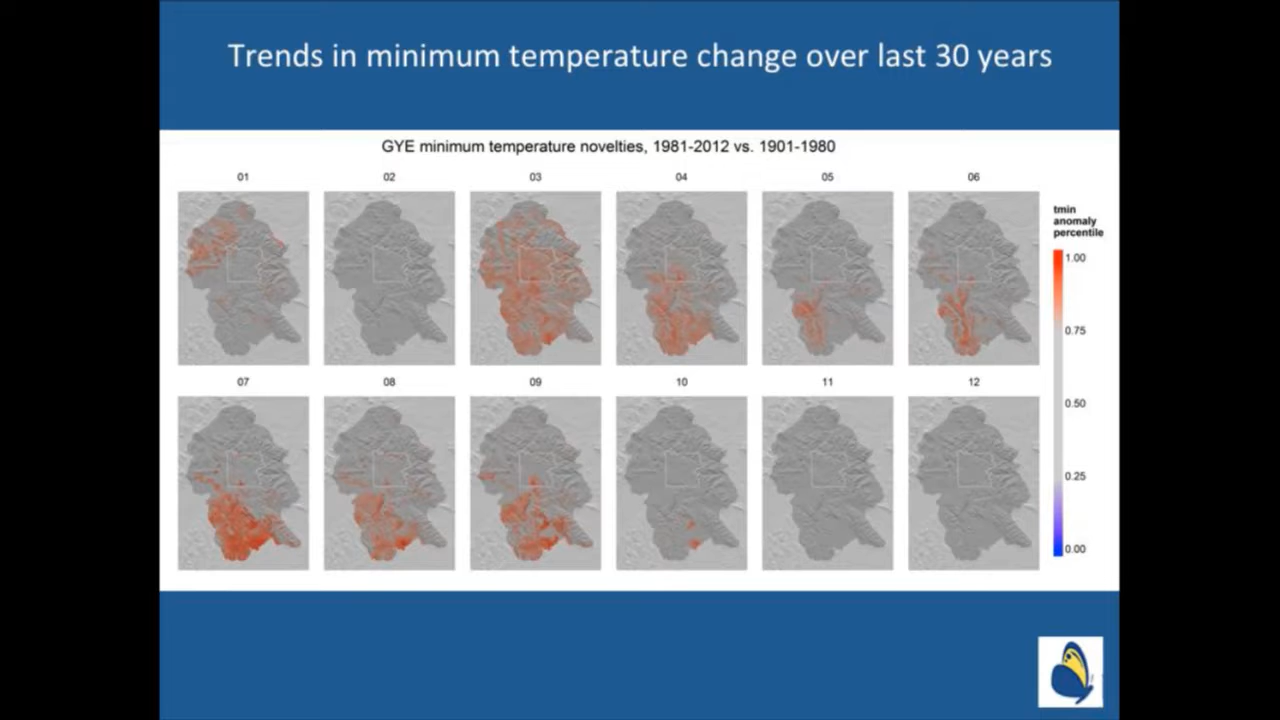 Trends in minimum temperature change over last 30 years
GYE minimum temperature novelties, 1981-2012 vs. 1901-1980
01 02 03 04 05 06
tmin
anomaly
percentile
1.00
0.75
07 08 09 10 11 12
0.50
0.25
0.00